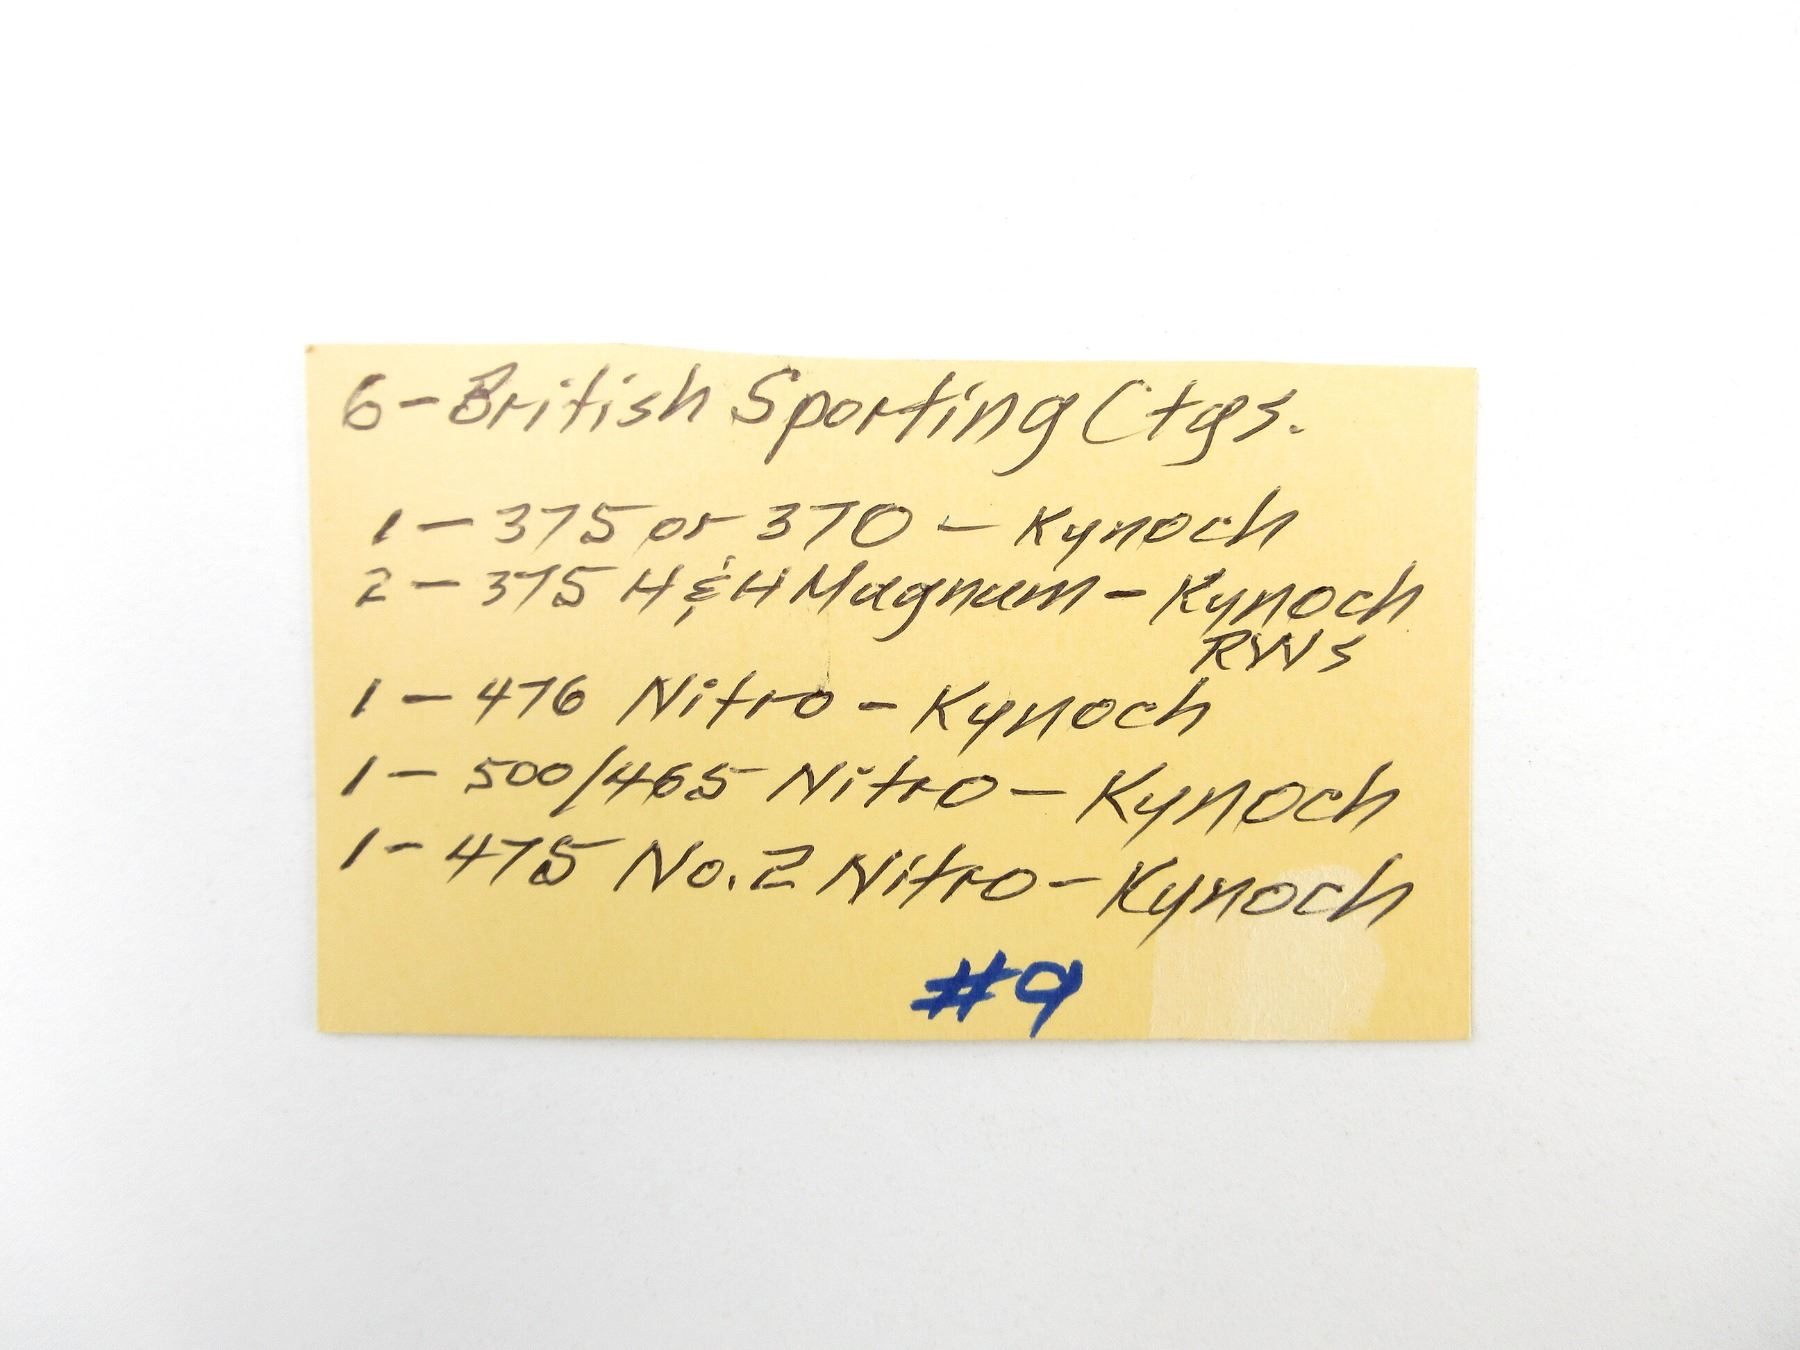 6-British Sporting Ctgs.
1-375 or 370 - Kynoch
2-375 H&H Magnum - Kynoch
RWS
1-476 Nitro - Kynoch
1-500/465 Nitro - Kynoch
1-475 No. 2 Nitro - Kynoch
#9